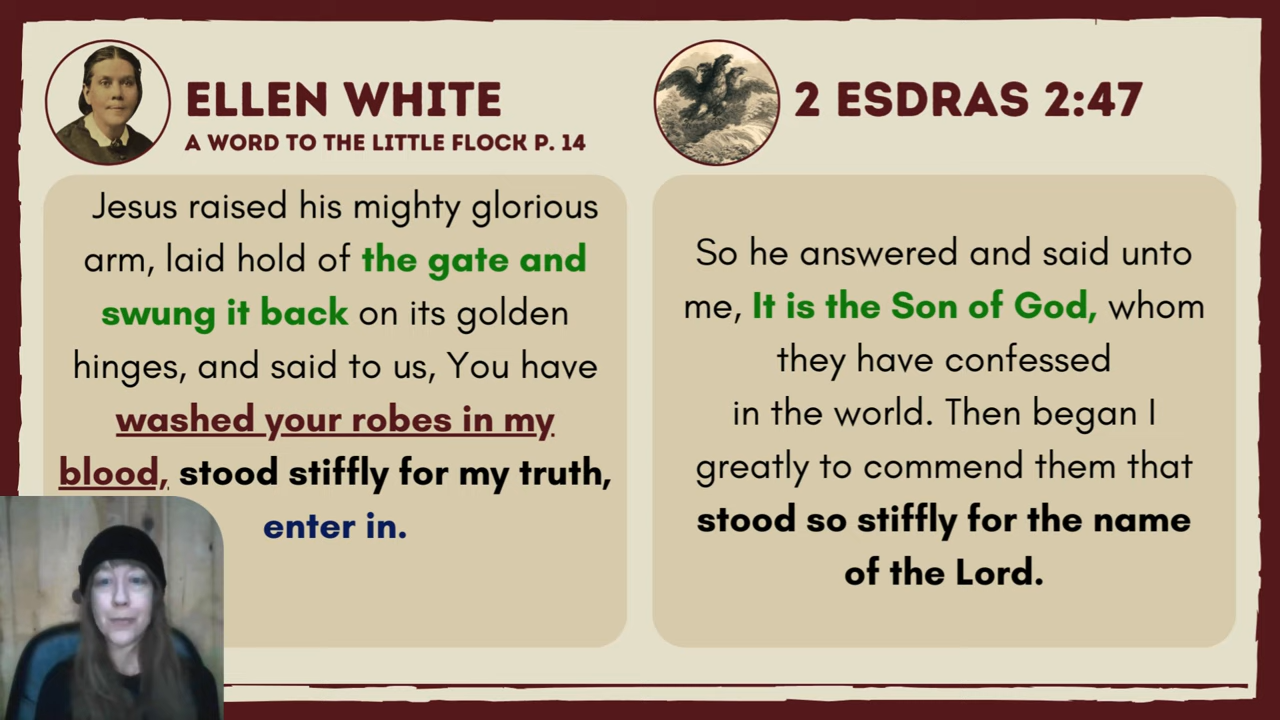 ELLEN WHITE
A WORD TO THE LITTLE FLOCK P. 14
Jesus raised his mighty glorious
arm, laid hold of the gate and
swung it back on its golden
hinges, and said to us, You have
washed your robes in my
blood, stood stiffly for my truth,
enter in.
2 ESDRAS 2:47
So he answered and said unto
me, It is the Son of God, whom
they have confessed
in the world. Then began I
greatly to commend them that
stood so stiffly for the name
of the Lord.